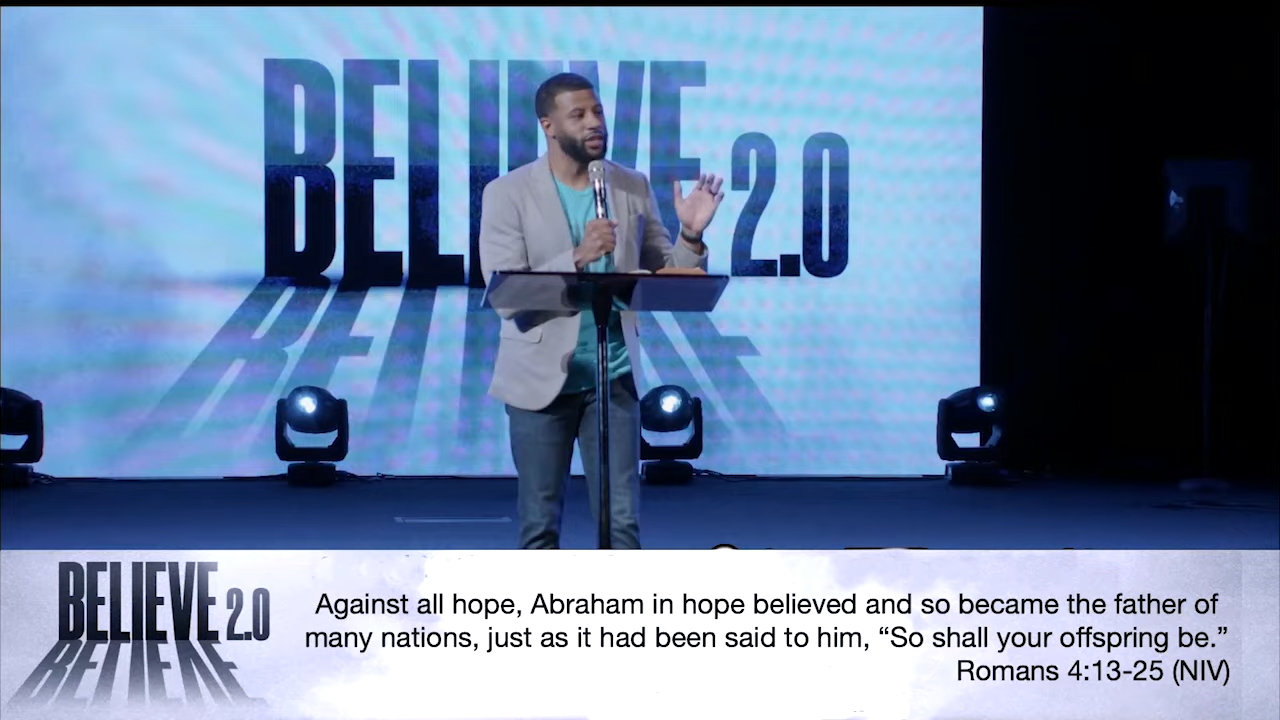 BELIEVE 2.0
BELIEVE 2.0
Against all hope, Abraham in hope believed and so became the father of
many nations, just as it had been said to him, “So shall your offspring be.”
Romans 4:13-25 (NIV)